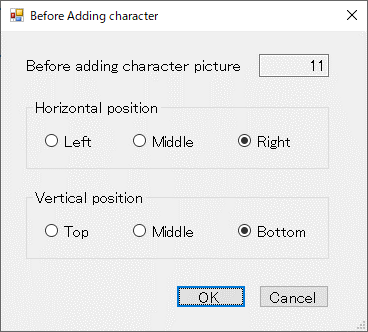 Before Adding character
Before adding character picture 11
Horizontal position
Left Middle Right
Vertical position
Top Middle Bottom
OK Cancel